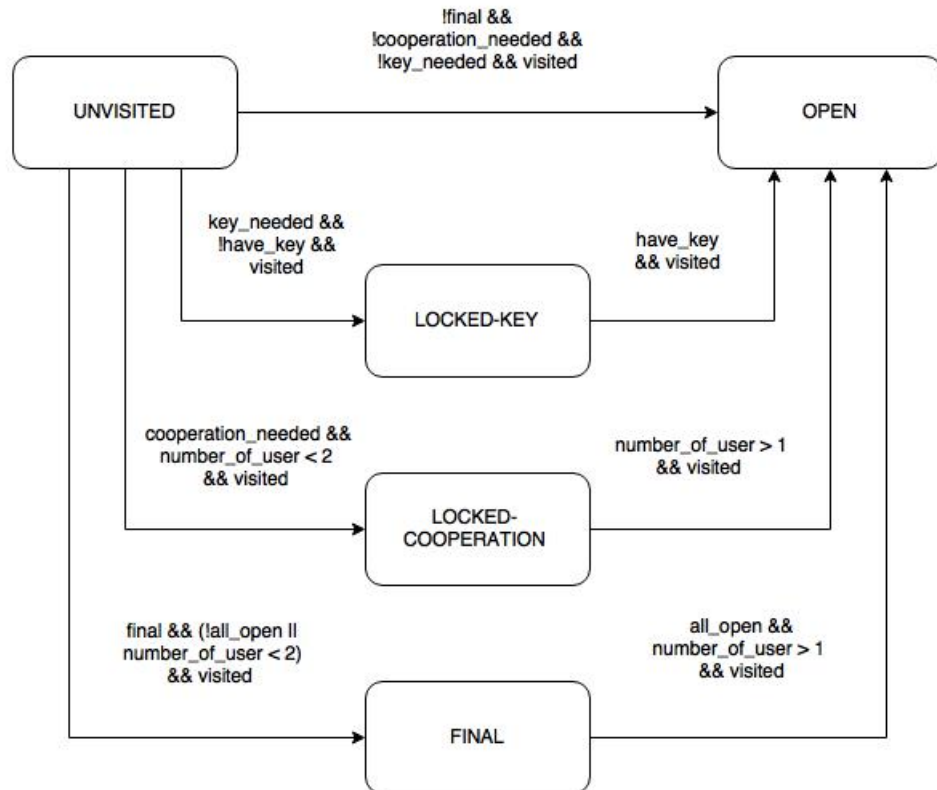 !final &&
!cooperation_needed &&
!key_needed && visited
UNVISITED
OPEN
key_needed &&
!have_key &&
visited
have_key
&& visited
LOCKED-KEY
cooperation_needed &&
number_of_user < 2
&& visited
number_of_user > 1
&& visited
LOCKED-
COOPERATION
final && (!all_open ||
number_of_user < 2)
&& visited
all_open &&
number_of_user > 1
&& visited
FINAL